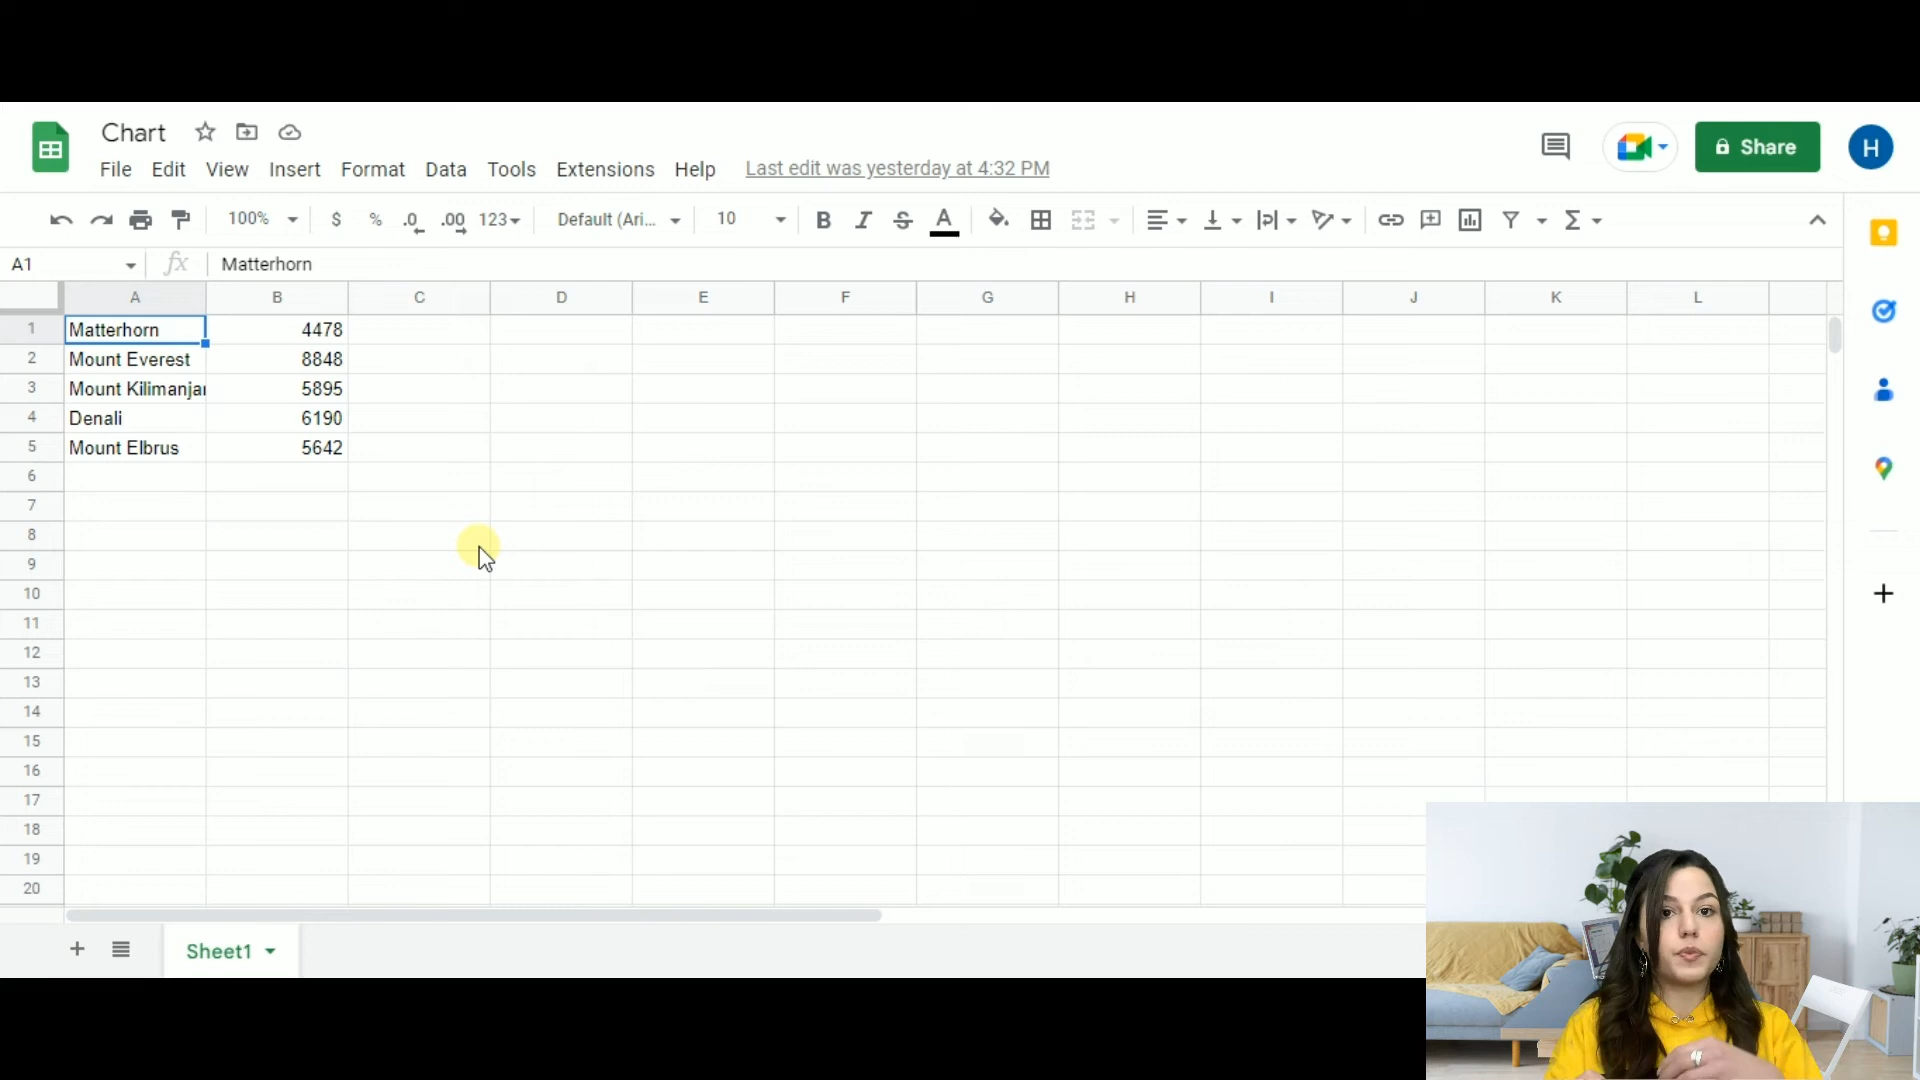 Chart
File Edit View Insert Format Data Tools Extensions Help Last edit was yesterday at 4:32 PM
Share
H
100% $ % .0 .00 123 Default (Ari... 10 B I S A
A1 fx Matterhorn
A B C D E F G H I J K L
1 Matterhorn 4478
2 Mount Everest 8848
3 Mount Kilimanjar 5895
4 Denali 6190
5 Mount Elbrus 5642
6
7
8
9
10
11
12
13
14
15
16
17
18
19
20
Sheet1